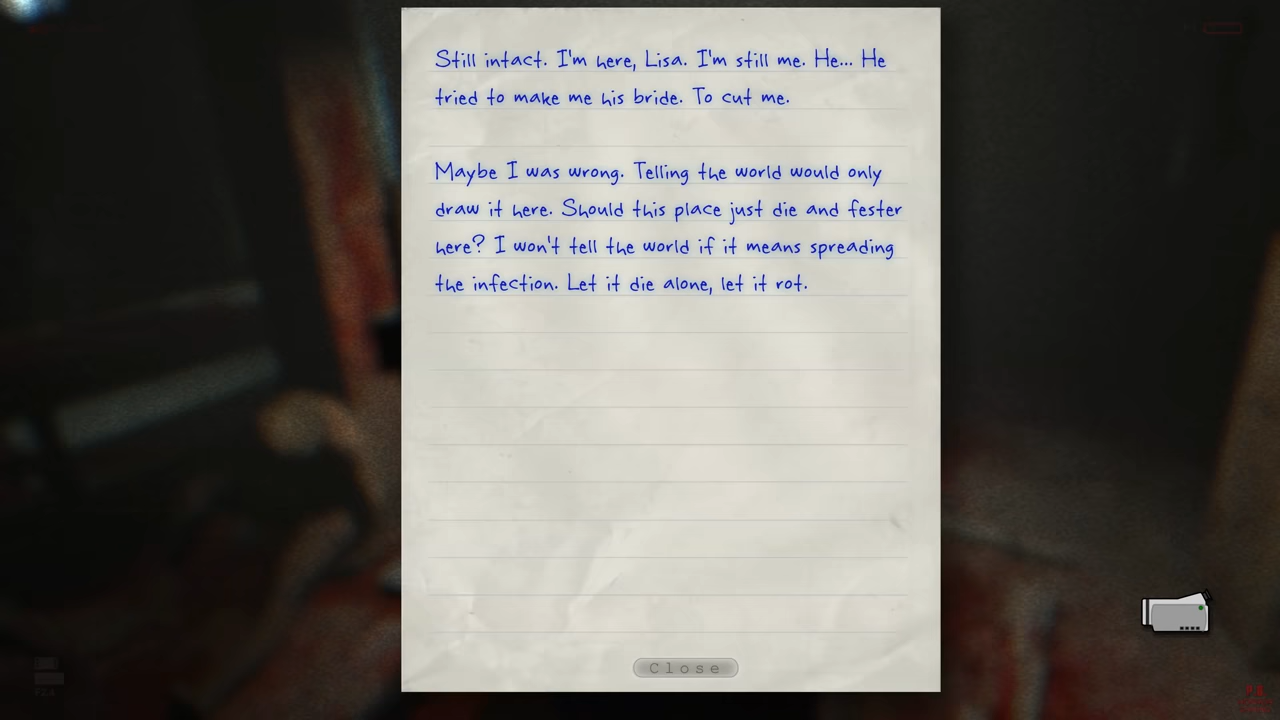 Still intact. I'm here, Lisa. I'm still me. He... He
tried to make me his bride. To cut me.
Maybe I was wrong. Telling the world would only
draw it here. Should this place just die and fester
here? I won't tell the world if it means spreading
the infection. Let it die alone, let it rot.
Close